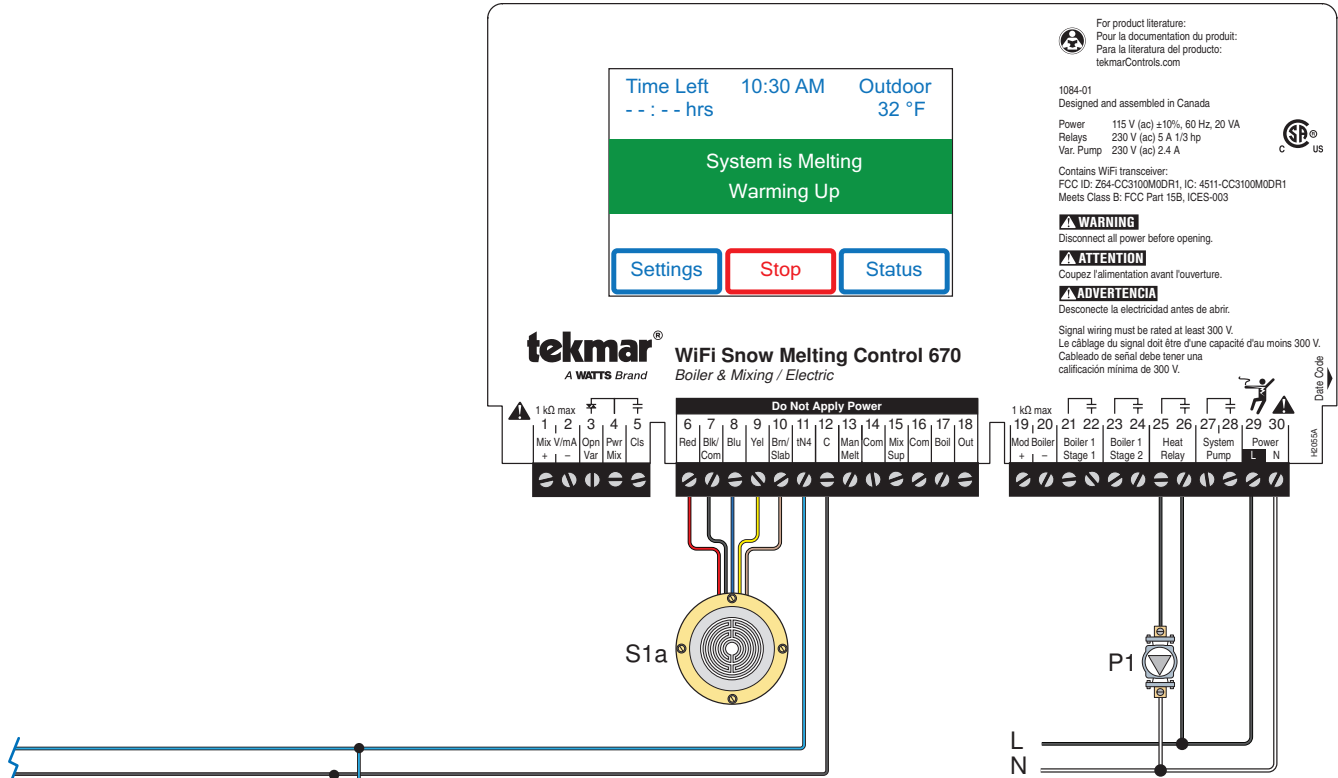 For product literature:
Pour la documentation du produit:
Para la literatura del producto:
tekmarControls.com
1084-01
Designed and assembled in Canada
Power 115 V (ac) ±10%, 60 Hz, 20 VA
Relays 230 V (ac) 5 A 1/3 hp
Var. Pump 230 V (ac) 2.4 A
C SA ® US
Contains WiFi transceiver:
FCC ID: Z64-CC3100M0DR1, IC: 4511-CC3100M0DR1
Meets Class B: FCC Part 15B, ICES-003
WARNING
Disconnect all power before opening.
ATTENTION
Coupez l'alimentation avant l'ouverture.
ADVERTENCIA
Desconecte la electricidad antes de abrir.
Signal wiring must be rated at least 300 V.
Le câblage du signal doit être d'une capacité d'au moins 300 V.
Cableado de señal debe tener una
calificación mínima de 300 V.
Date Code
H2055A
Time Left 10:30 AM Outdoor
- - : - - hrs 32 °F
System is Melting
Warming Up
Settings Stop Status
tekmar®
A WATTS Brand
WiFi Snow Melting Control 670
Boiler & Mixing / Electric
1 kΩ max
1 2 3 4 5
Mix V/mA Opn Pwr Cls
+ – Var Mix
Do Not Apply Power
6 7 8 9 10 11 12 13 14 15 16 17 18
Red Blk/ Blu Yel Brn/ tN4 C Man Com Mix Com Boil Out
Com Slab Melt Sup
1 kΩ max
19 20 21 22 23 24 25 26 27 28 29 30
Mod Boiler Boiler 1 Boiler 1 Heat System Power
+ – Stage 1 Stage 2 Relay Pump L N
S1a
P1
L
N